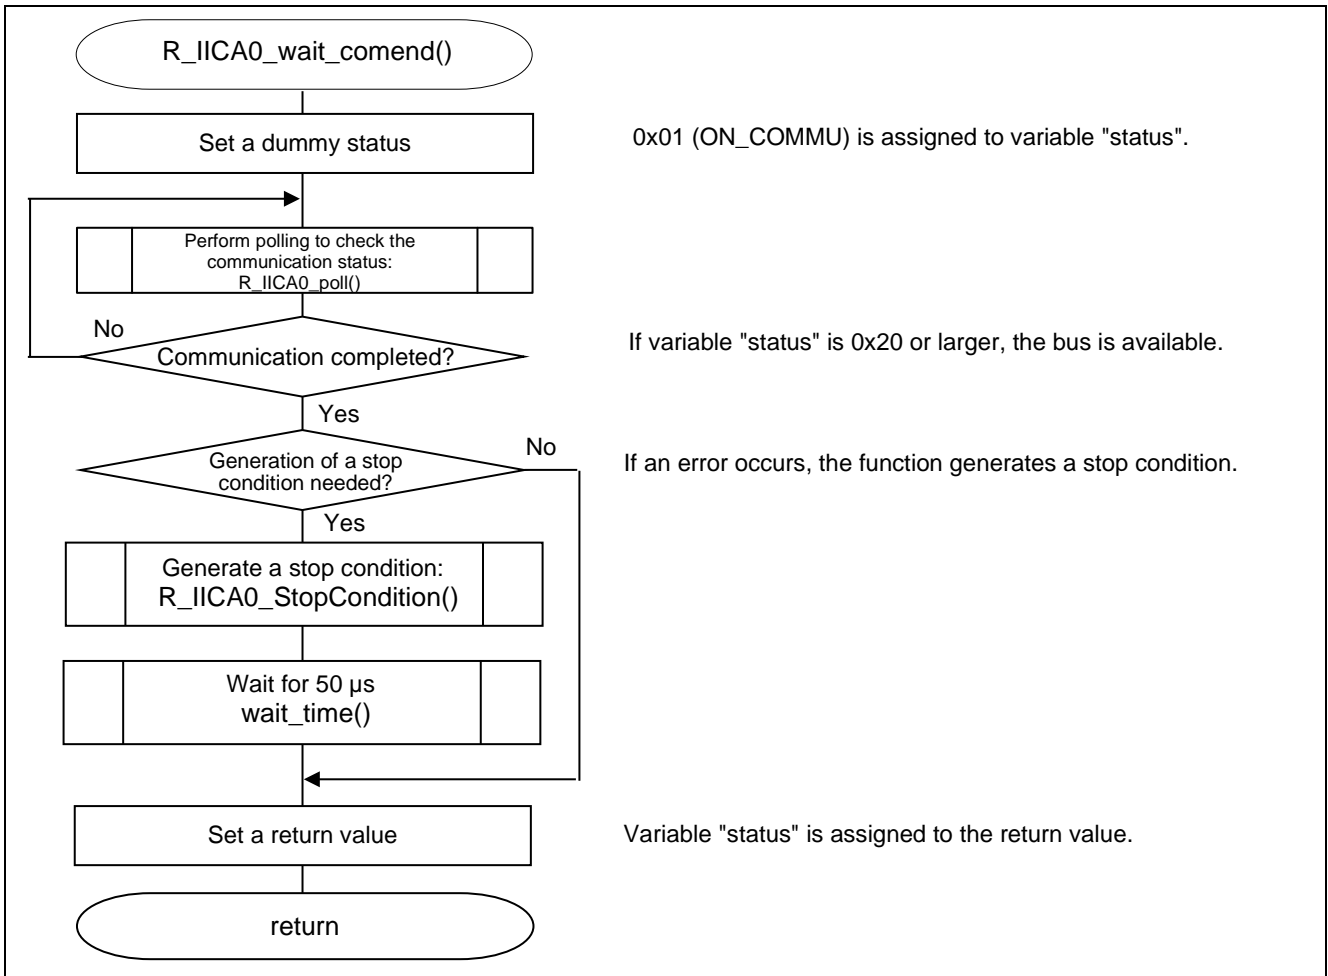 R_IICA0_wait_comend()
Set a dummy status
0x01 (ON_COMMU) is assigned to variable "status".
Perform polling to check the
communication status:
R_IICA0_poll()
No
Communication completed?
If variable "status" is 0x20 or larger, the bus is available.
Yes
No
Generation of a stop
condition needed?
If an error occurs, the function generates a stop condition.
Yes
Generate a stop condition:
R_IICA0_StopCondition()
Wait for 50 µs
wait_time()
Set a return value
Variable "status" is assigned to the return value.
return